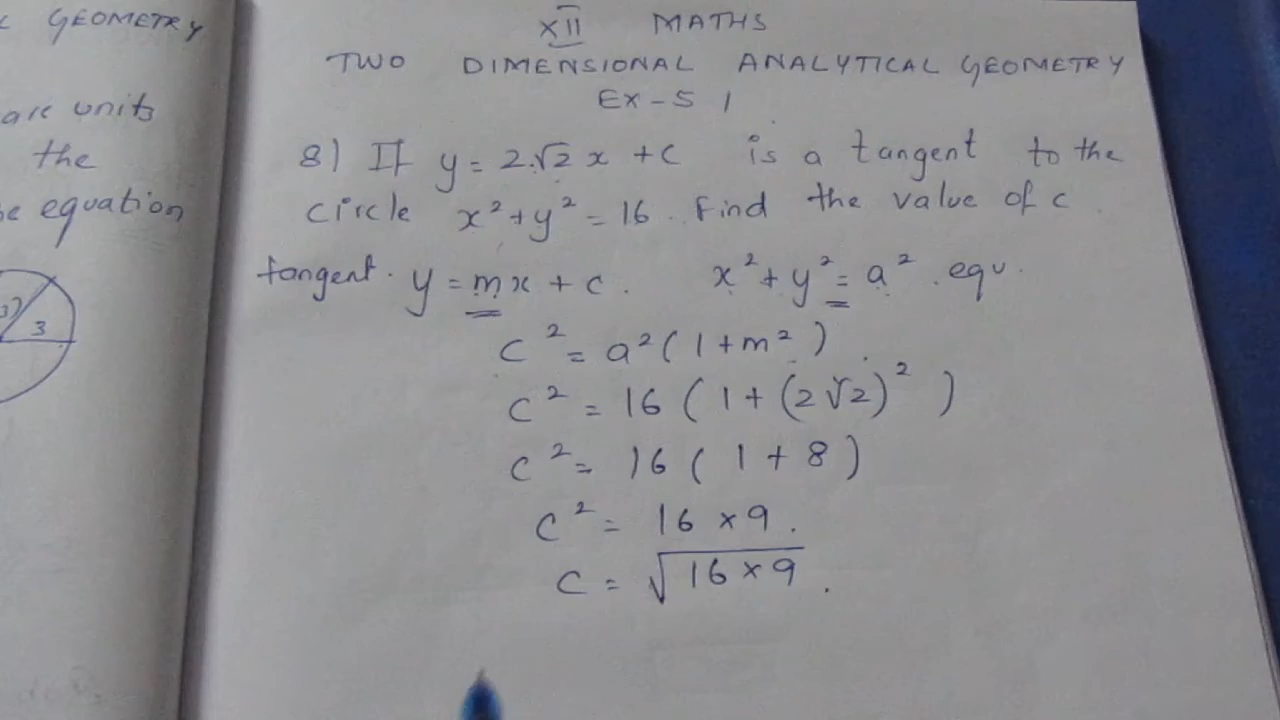 GEOMETRY
are units
the
equation
3
XII MATHS
TWO DIMENSIONAL ANALYTICAL GEOMETRY
EX-5 1
8) If y = 2√2 x + c is a tangent to the
circle x² + y² = 16. Find the value of c.
tangent. y = mx + c. x² + y² = a². equ.
c² = a²(1+m²)
c² = 16(1+(2√2)²)
c² = 16(1+8)
c² = 16×9.
c = √16×9.